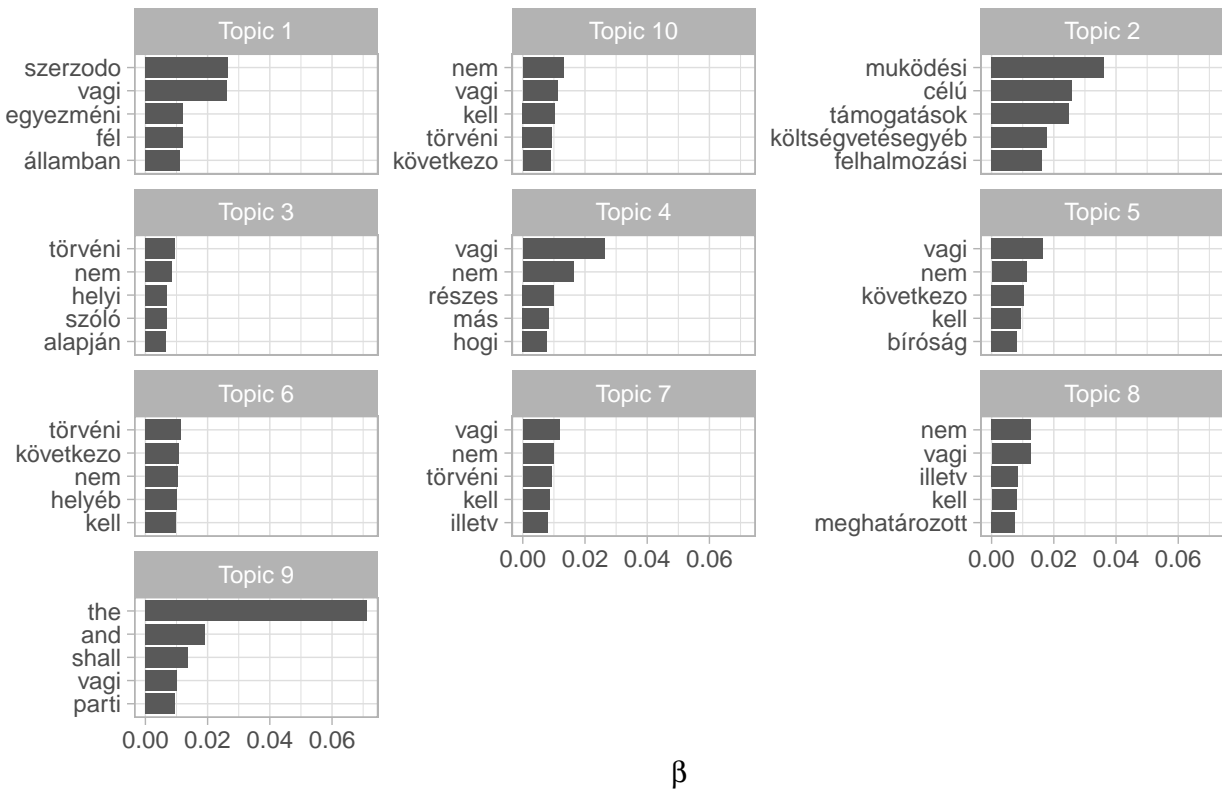 Topic 1
szerzodo
vagi
egyezméni
fél
államban
Topic 10
nem
vagi
kell
törvéni
következo
Topic 2
muködési
célú
támogatások
költségvetésegyéb
felhalmozási
Topic 3
törvéni
nem
helyi
szóló
alapján
Topic 4
vagi
nem
részes
más
hogi
Topic 5
vagi
nem
következo
kell
bíróság
Topic 6
törvéni
következo
nem
helyéb
kell
Topic 7
vagi
nem
törvéni
kell
illetv
0.00 0.02 0.04 0.06
Topic 8
nem
vagi
illetv
kell
meghatározott
0.00 0.02 0.04 0.06
Topic 9
the
and
shall
vagi
parti
0.00 0.02 0.04 0.06
β